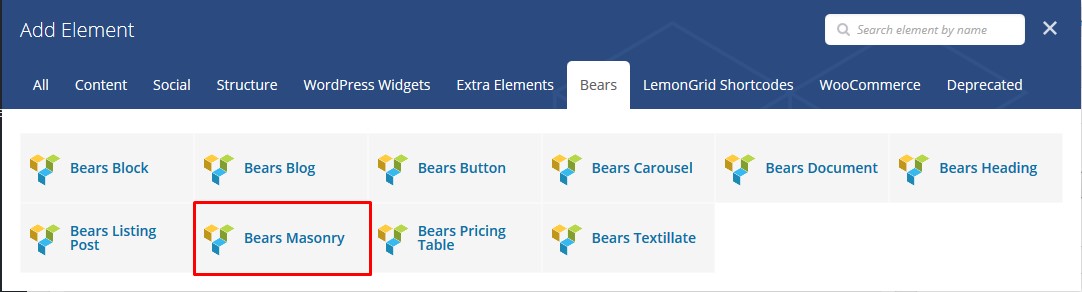 Add Element
Search element by name
All Content Social Structure WordPress Widgets Extra Elements Bears LemonGrid Shortcodes WooCommerce Deprecated
Bears Block Bears Blog Bears Button Bears Carousel Bears Document Bears Heading
Bears Listing
Post
Bears Masonry
Bears Pricing
Table
Bears Textillate